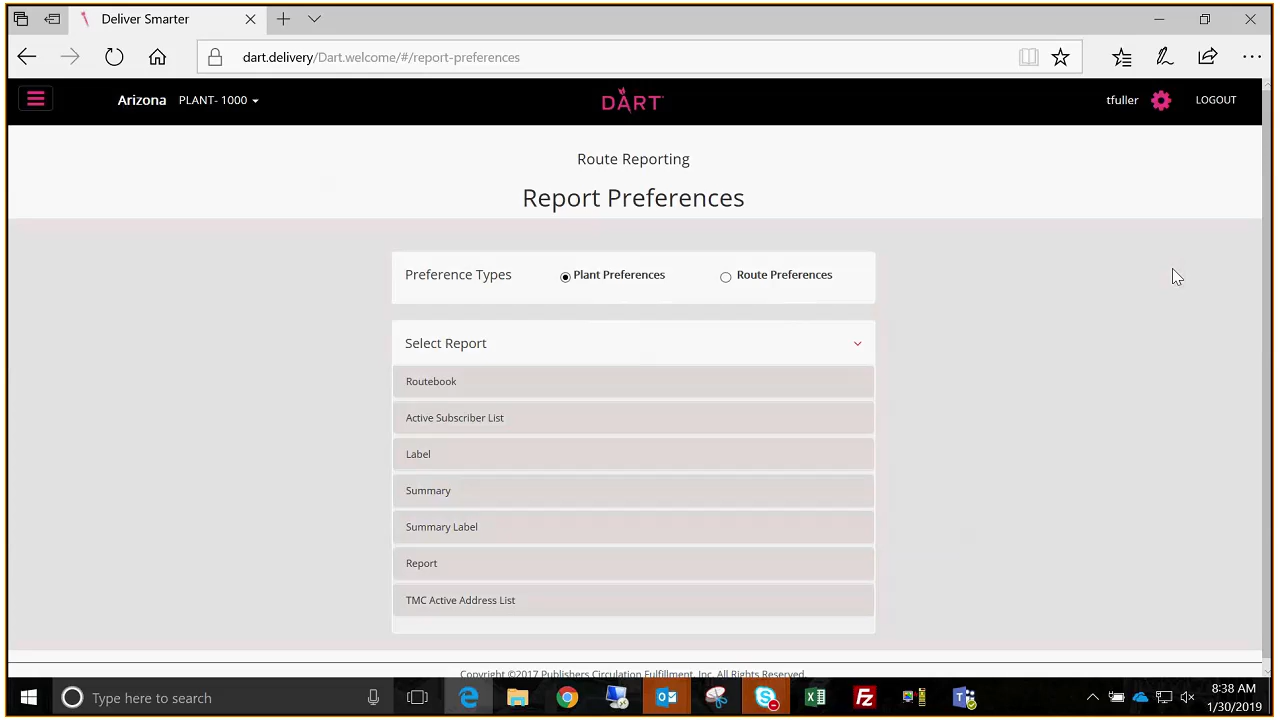 Deliver Smarter
dart.delivery/Dart.welcome/#/report-preferences
Arizona PLANT- 1000
DART
tfuller
LOGOUT
Route Reporting
Report Preferences
Preference Types
Plant Preferences
Route Preferences
Select Report
Routebook
Active Subscriber List
Label
Summary
Summary Label
Report
TMC Active Address List
Copyright ©2017 Publishers Circulation Fulfillment, Inc. All Rights Reserved.
Type here to search
8:38 AM
1/30/2019